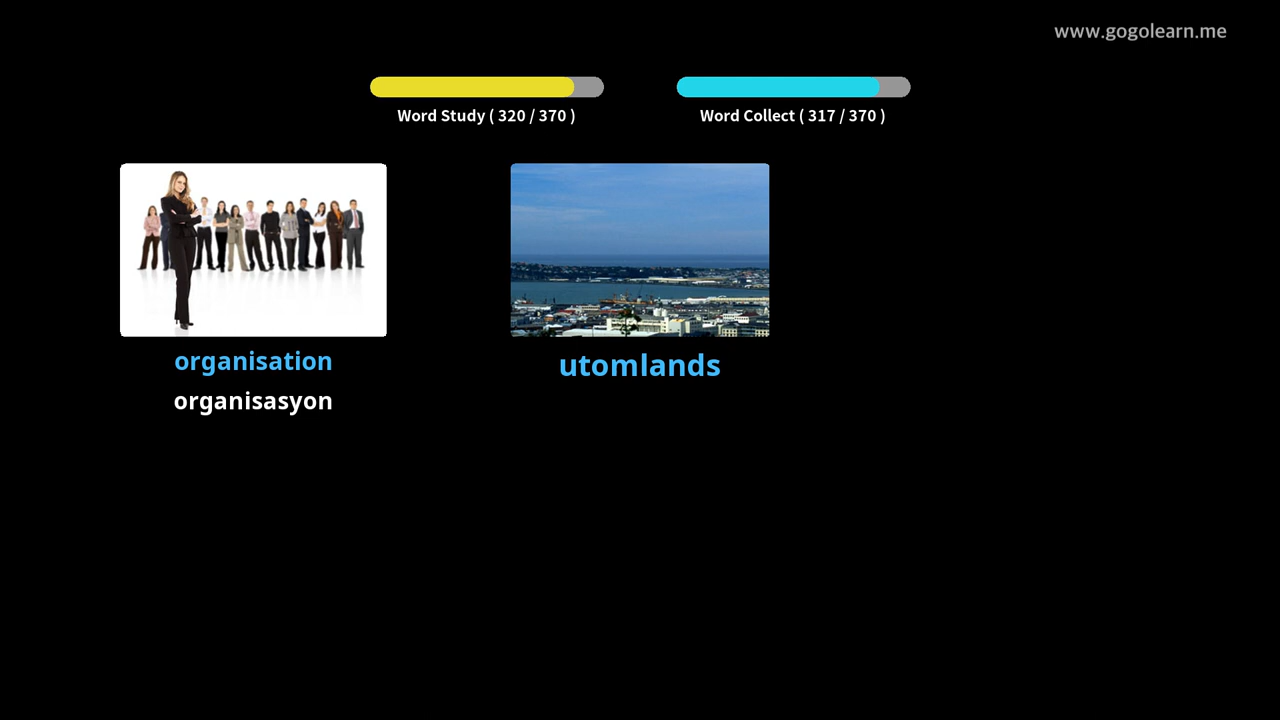 www.gogolearn.me
Word Study ( 320 / 370 )
Word Collect ( 317 / 370 )
organisation
organisasyon
utomlands